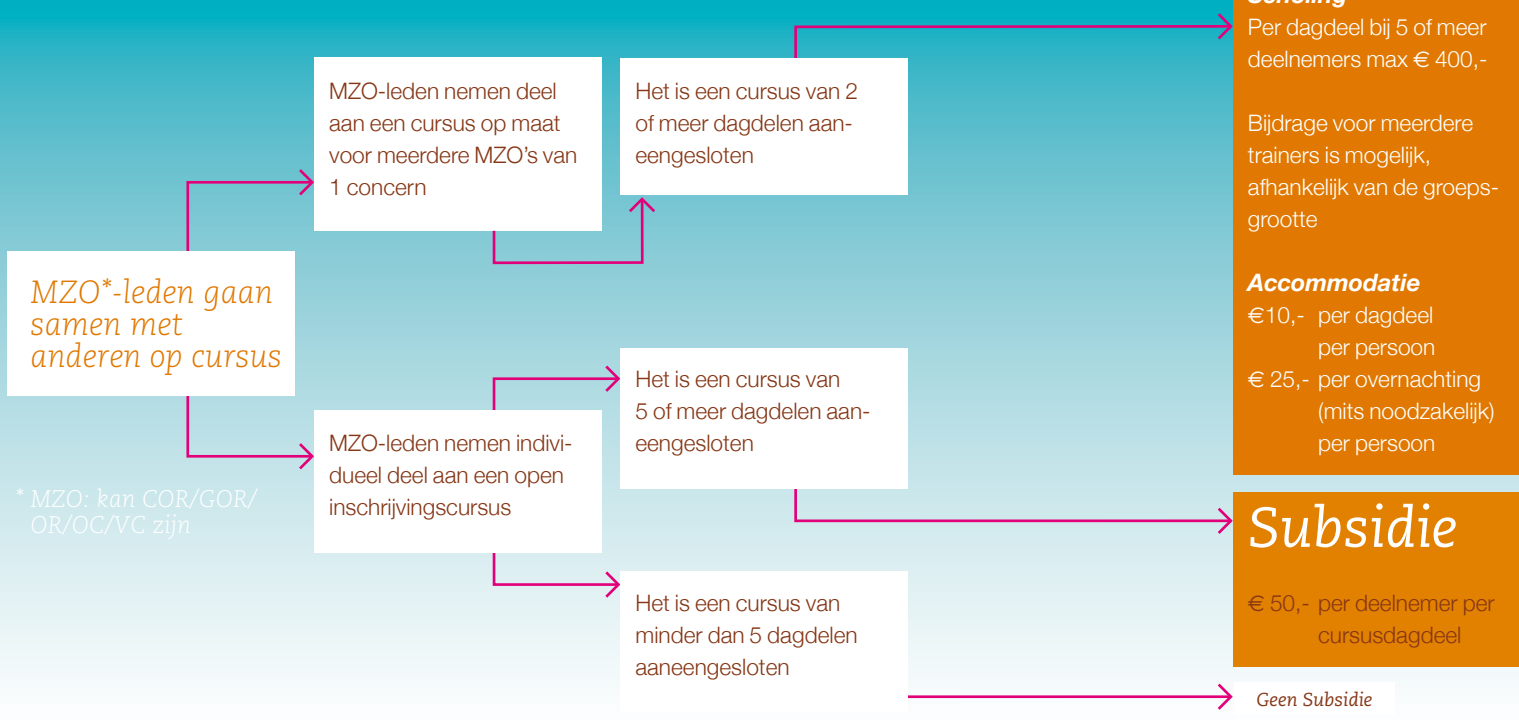 MZO*-leden gaan
samen met
anderen op cursus
* MZO: kan COR/GOR/
OR/OC/VC zijn
MZO-leden nemen deel
aan een cursus op maat
voor meerdere MZO's van
1 concern
Het is een cursus van 2
of meer dagdelen aan-
eengesloten
MZO-leden nemen indivi-
dueel deel aan een open
inschrijvingscursus
Het is een cursus van
5 of meer dagdelen aan-
eengesloten
Het is een cursus van
minder dan 5 dagdelen
aaneengesloten
Scholing
Per dagdeel bij 5 of meer
deelnemers max € 400,-
Bijdrage voor meerdere
trainers is mogelijk,
afhankelijk van de groeps-
grootte
Accommodatie
€10,- per dagdeel
per persoon
€ 25,- per overnachting
(mits noodzakelijk)
per persoon
Subsidie
€ 50,- per deelnemer per
cursusdagdeel
Geen Subsidie